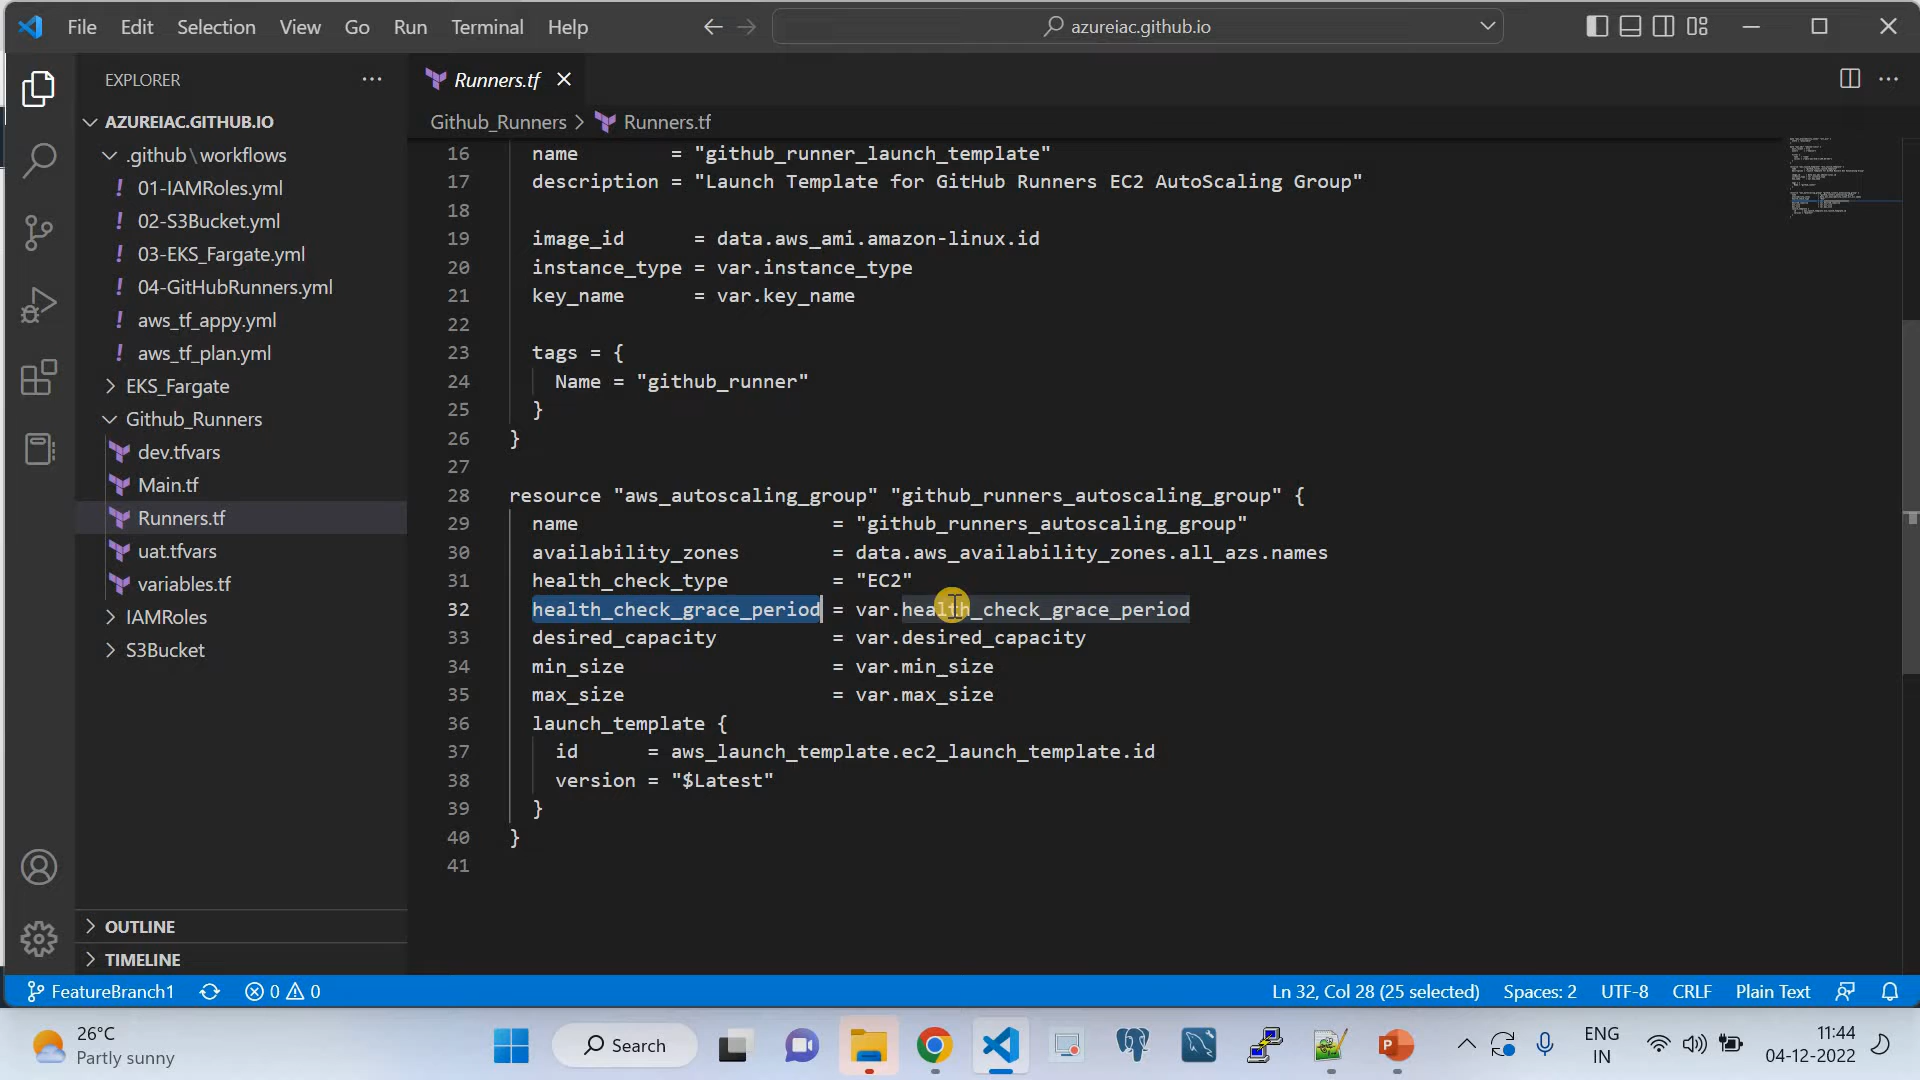 File Edit Selection View Go Run Terminal Help
azureiac.github.io
EXPLORER
AZUREIAC.GITHUB.IO
.github\workflows
! 01-IAMRoles.yml
! 02-S3Bucket.yml
! 03-EKS_Fargate.yml
! 04-GitHubRunners.yml
! aws_tf_appy.yml
! aws_tf_plan.yml
EKS_Fargate
Github_Runners
dev.tfvars
Main.tf
Runners.tf
uat.tfvars
variables.tf
IAMRoles
S3Bucket
OUTLINE
TIMELINE
Runners.tf
Github_Runners > Runners.tf
16 name = "github_runner_launch_template"
17 description = "Launch Template for GitHub Runners EC2 AutoScaling Group"
18
19 image_id = data.aws_ami.amazon-linux.id
20 instance_type = var.instance_type
21 key_name = var.key_name
22
23 tags = {
24 Name = "github_runner"
25 }
26 }
27
28 resource "aws_autoscaling_group" "github_runners_autoscaling_group" {
29 name = "github_runners_autoscaling_group"
30 availability_zones = data.aws_availability_zones.all_azs.names
31 health_check_type = "EC2"
32 health_check_grace_period = var.health_check_grace_period
33 desired_capacity = var.desired_capacity
34 min_size = var.min_size
35 max_size = var.max_size
36 launch_template {
37 id = aws_launch_template.ec2_launch_template.id
38 version = "$Latest"
39 }
40 }
41
FeatureBranch1 0 0 Ln 32, Col 28 (25 selected) Spaces: 2 UTF-8 CRLF Plain Text
26°C
Partly sunny
Search
ENG
IN
11:44
04-12-2022